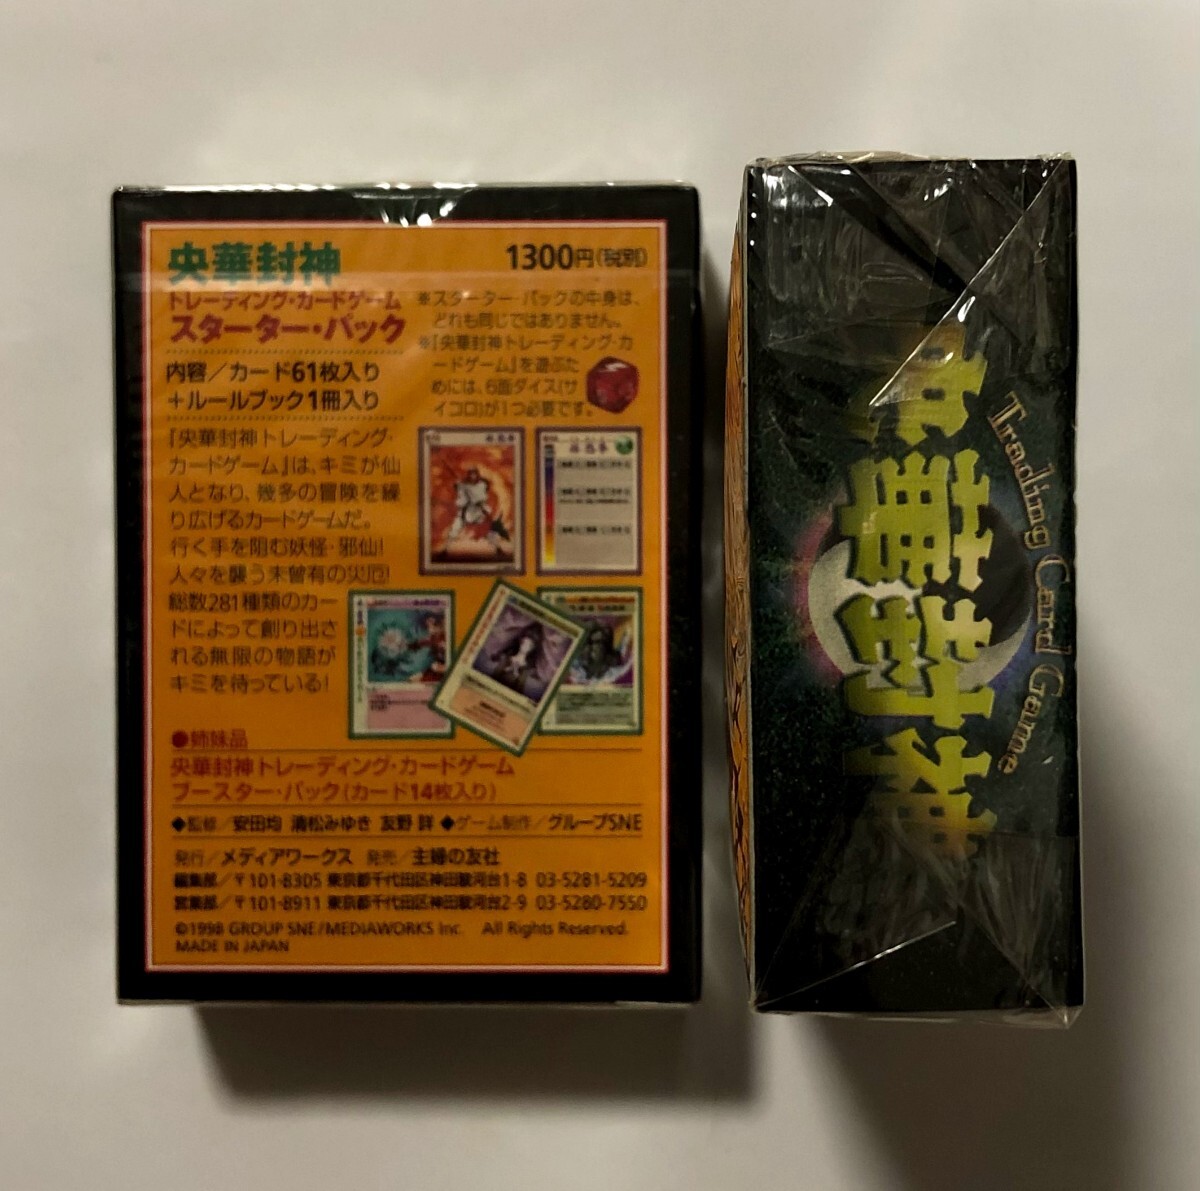 央華封神
トレーディング・カードゲーム
スターター・パック
1300円(税別)
※スターター・パックの中身は、
どれも同じではありません。
※『央華封神トレーディング・カ
ードゲーム』を遊ぶた
めには、6面ダイス(サ
イコロ)が1つ必要です。
内容/カード61枚入り
+ルールブック1冊入り
『央華封神トレーディング・
カードゲーム』は、キミが仙
人となり、幾多の冒険を繰
り広げるカードゲームだ。
行く手を阻む妖怪・邪仙!
人々を襲う未曾有の災厄!
総数281種類のカー
ドによって創り出さ
れる無限の物語が
キミを待っている!
●姉妹品
央華封神トレーディング・カードゲーム
ブースター・パック(カード14枚入り)
◆監修/安田均 清松みゆき 友野 詳 ◆ゲーム制作/グループSNE
発行/メディアワークス 発売/主婦の友社
編集部/〒101-8305 東京都千代田区神田駿河台1-8 03-5281-5209
営業部/〒101-8911 東京都千代田区神田駿河台2-9 03-5280-7550
©1998 GROUP SNE/MEDIAWORKS Inc. All Rights Reserved.
MADE IN JAPAN
Trading Card Game
央華封神